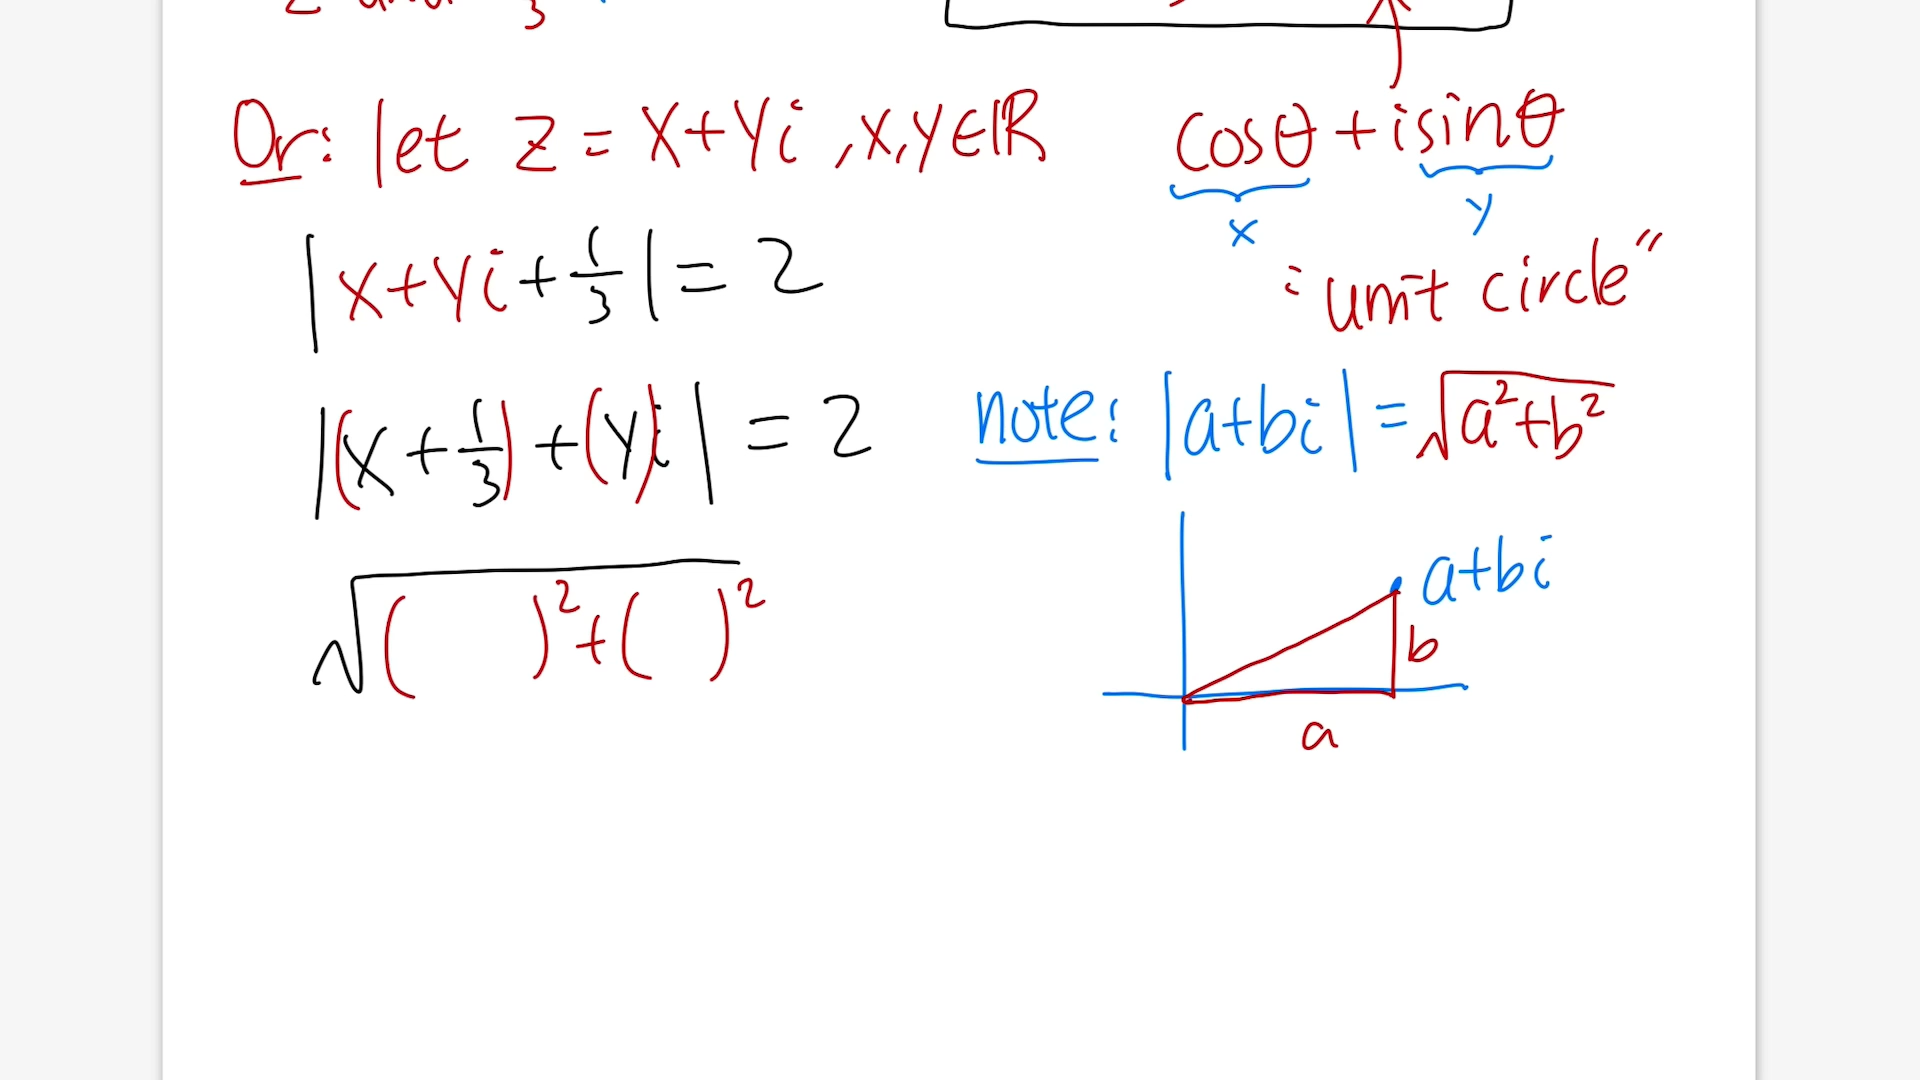 3
Or: let z = x+yi, x,y∈ℝ
|x+yi+1/3| = 2
|(x+1/3)+(y)i| = 2
√(( )²+( )²)
cosθ+isinθ
x
y
"unit circle"
note: |a+bi| = √(a²+b²)
a+bi
b
a